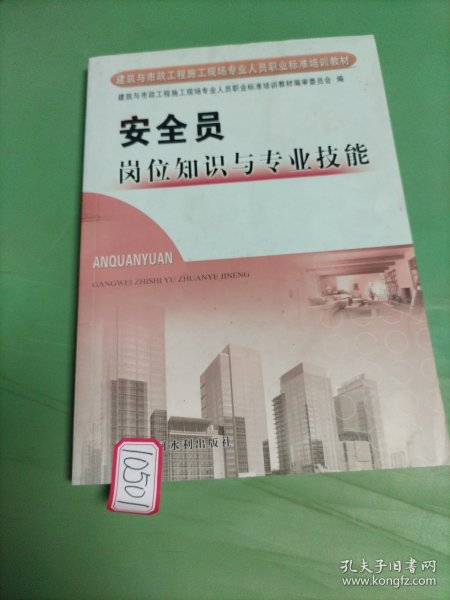 建筑与市政工程施工现场专业人员职业标准培训教材
建筑与市政工程施工现场专业人员职业标准培训教材编审委员会 编
安全员
岗位知识与专业技能
ANQUANYUAN
GANGWEI ZHISHI YU ZHUANYE JINENG
水利出版社
10501
孔夫子旧书网
www.kongfz.com